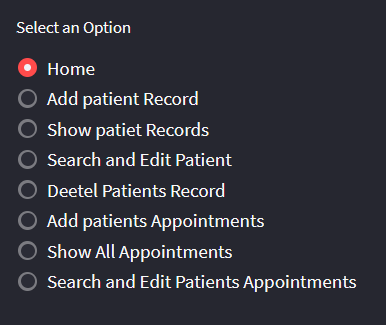 Select an Option
Home
Add patient Record
Show patiet Records
Search and Edit Patient
Deetel Patients Record
Add patients Appointments
Show All Appointments
Search and Edit Patients Appointments